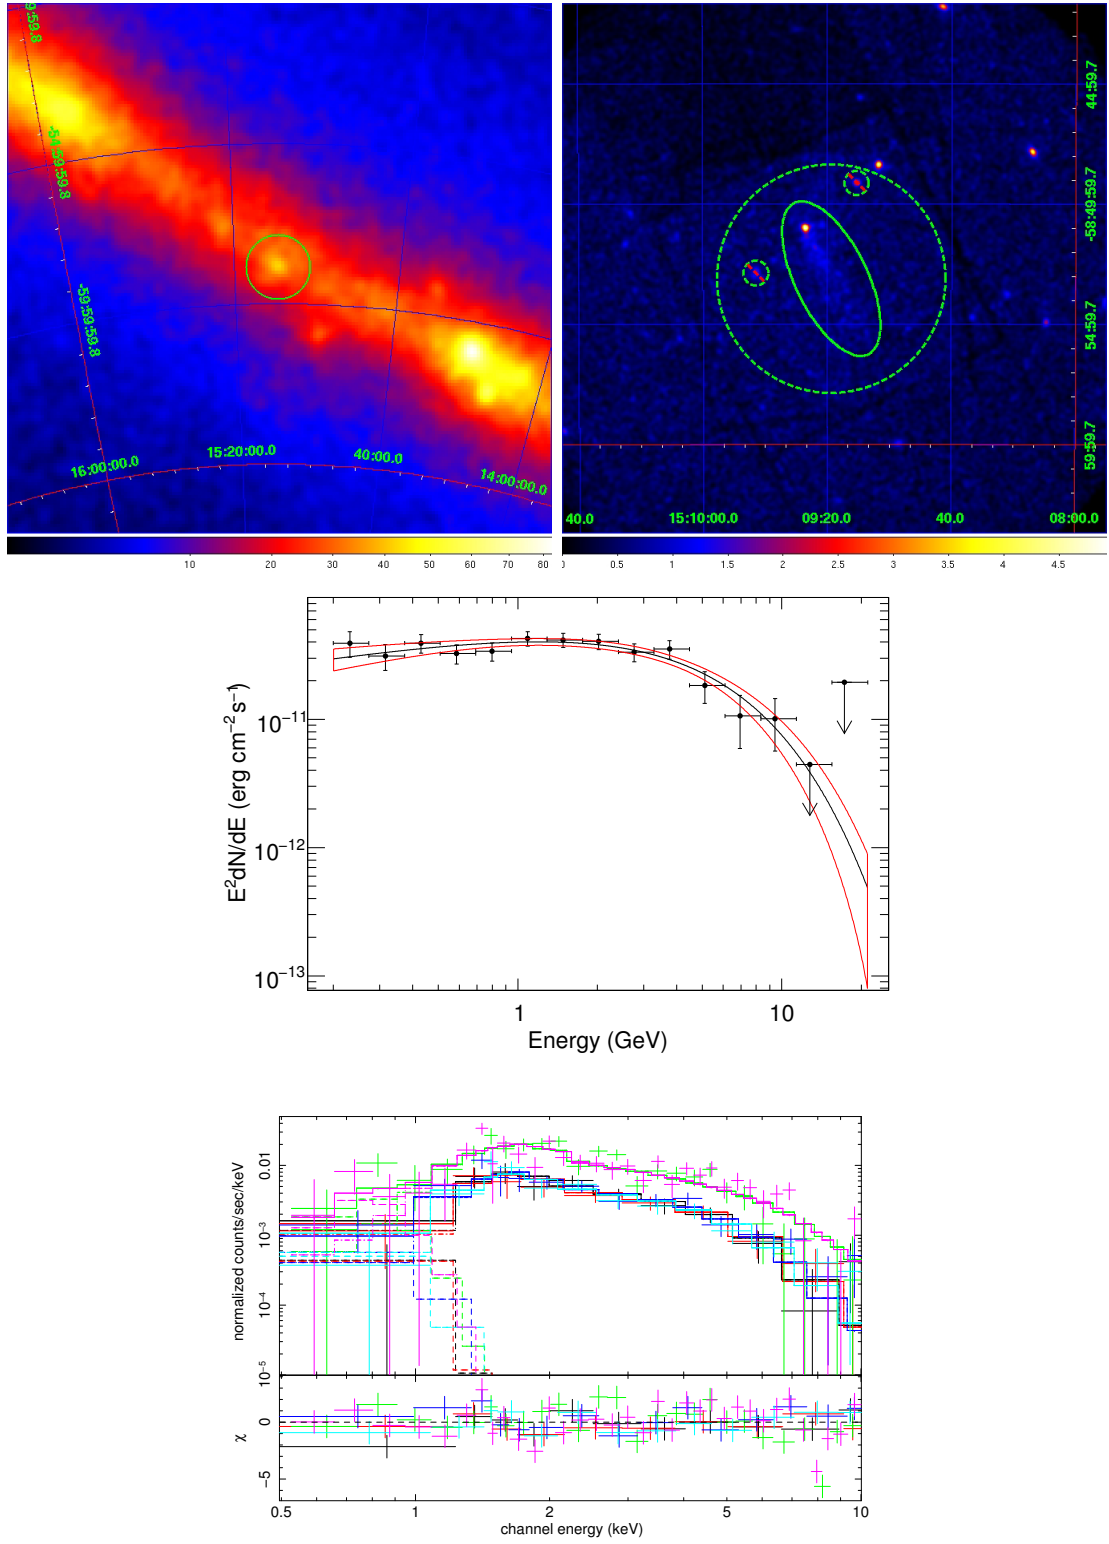 59:59.8
-54:59:59.8
-59:59:59.8
16:00:00.0
15:20:00.0
40:00.0
14:00:00.0
10 20 30 40 50 60 70 80
44:59.7
-58:49:59.7
54:59.7
59:59.7
40.0 15:10:00.0 09:20.0 40.0 08:00.0
0.5 1 1.5 2 2.5 3 3.5 4 4.5
E²dN/dE (erg cm⁻² s⁻¹)
10⁻¹¹
10⁻¹²
10⁻¹³
1 10
Energy (GeV)
normalized counts/sec/keV
0.01
10⁻³
10⁻⁴
10⁻⁵
χ
10
0
−5
0.5 1 2 5 10
channel energy (keV)